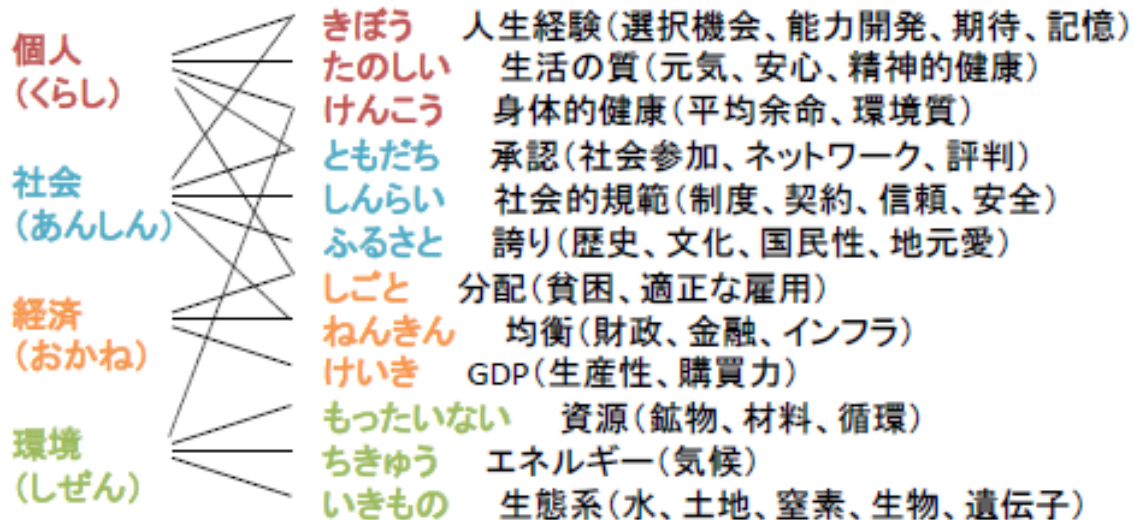 個人
(くらし)
社会
(あんしん)
経済
(おかね)
環境
(しぜん)
きぼう 人生経験(選択機会、能力開発、期待、記憶)
たのしい 生活の質(元気、安心、精神的健康)
けんこう 身体的健康(平均余命、環境質)
ともだち 承認(社会参加、ネットワーク、評判)
しんらい 社会的規範(制度、契約、信頼、安全)
ふるさと 誇り(歴史、文化、国民性、地元愛)
しごと 分配(貧困、適正な雇用)
ねんきん 均衡(財政、金融、インフラ)
けいき GDP(生産性、購買力)
もったいない 資源(鉱物、材料、循環)
ちきゅう エネルギー(気候)
いきもの 生態系(水、土地、窒素、生物、遺伝子)